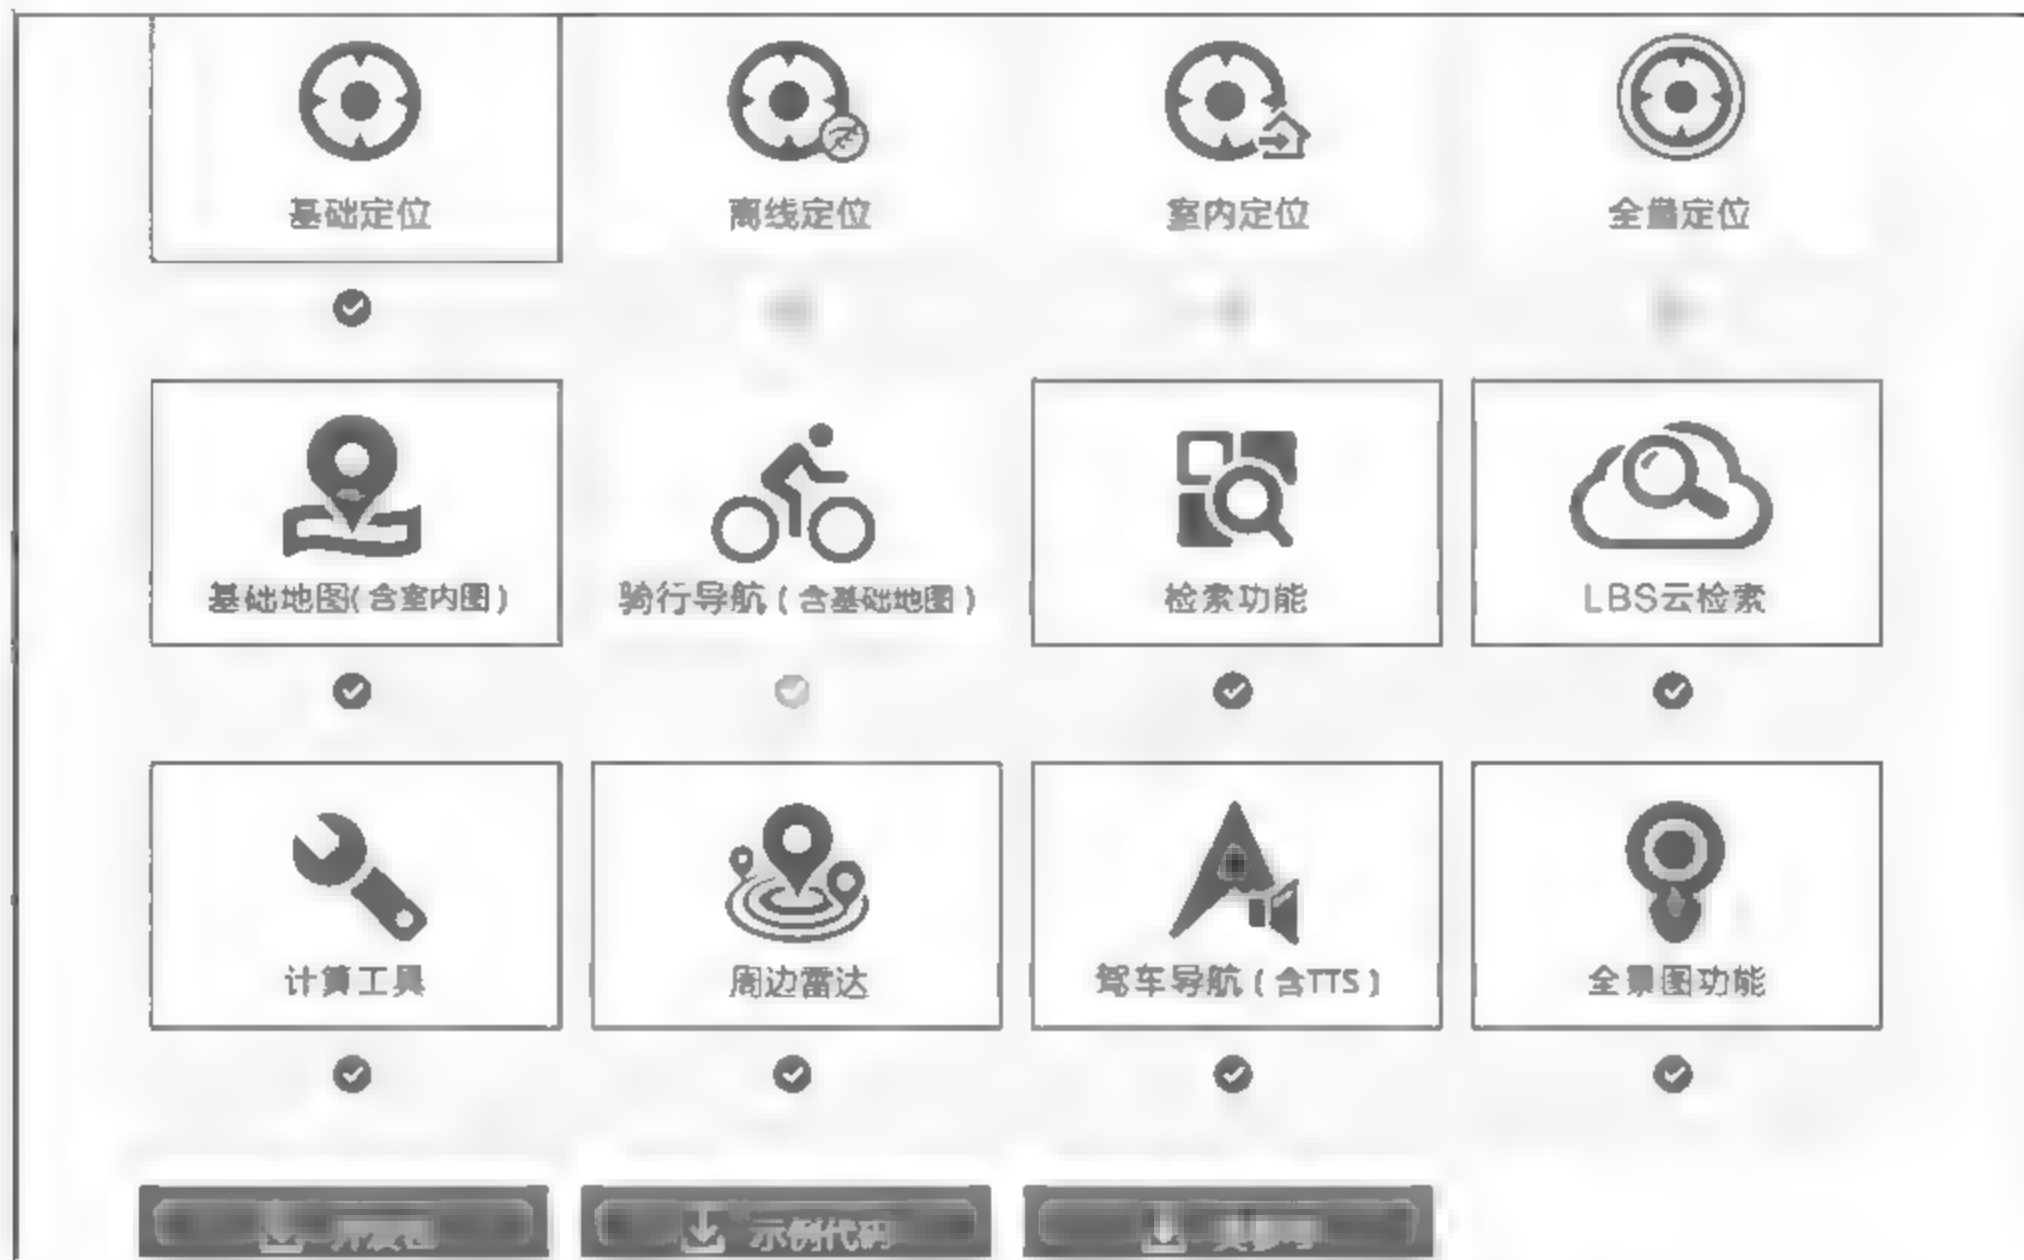 基础定位
离线定位
室内定位
全量定位
基础地图(含室内图)
骑行导航(含基础地图)
检索功能
LBS云检索
计算工具
周边雷达
驾车导航(含TTS)
全景图功能
开发包
示例代码